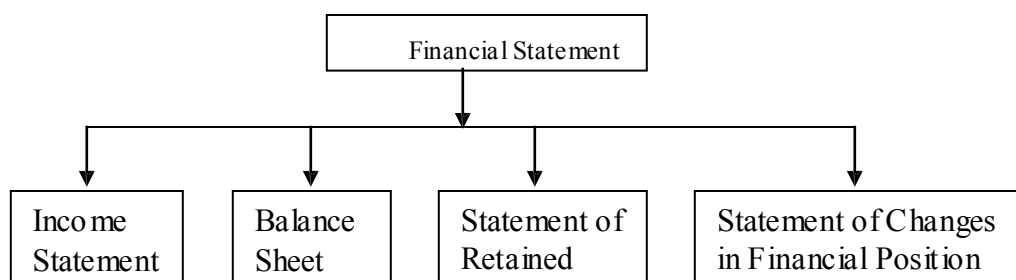 Financial Statement
Income
Statement
Balance
Sheet
Statement of
Retained
Statement of Changes
in Financial Position